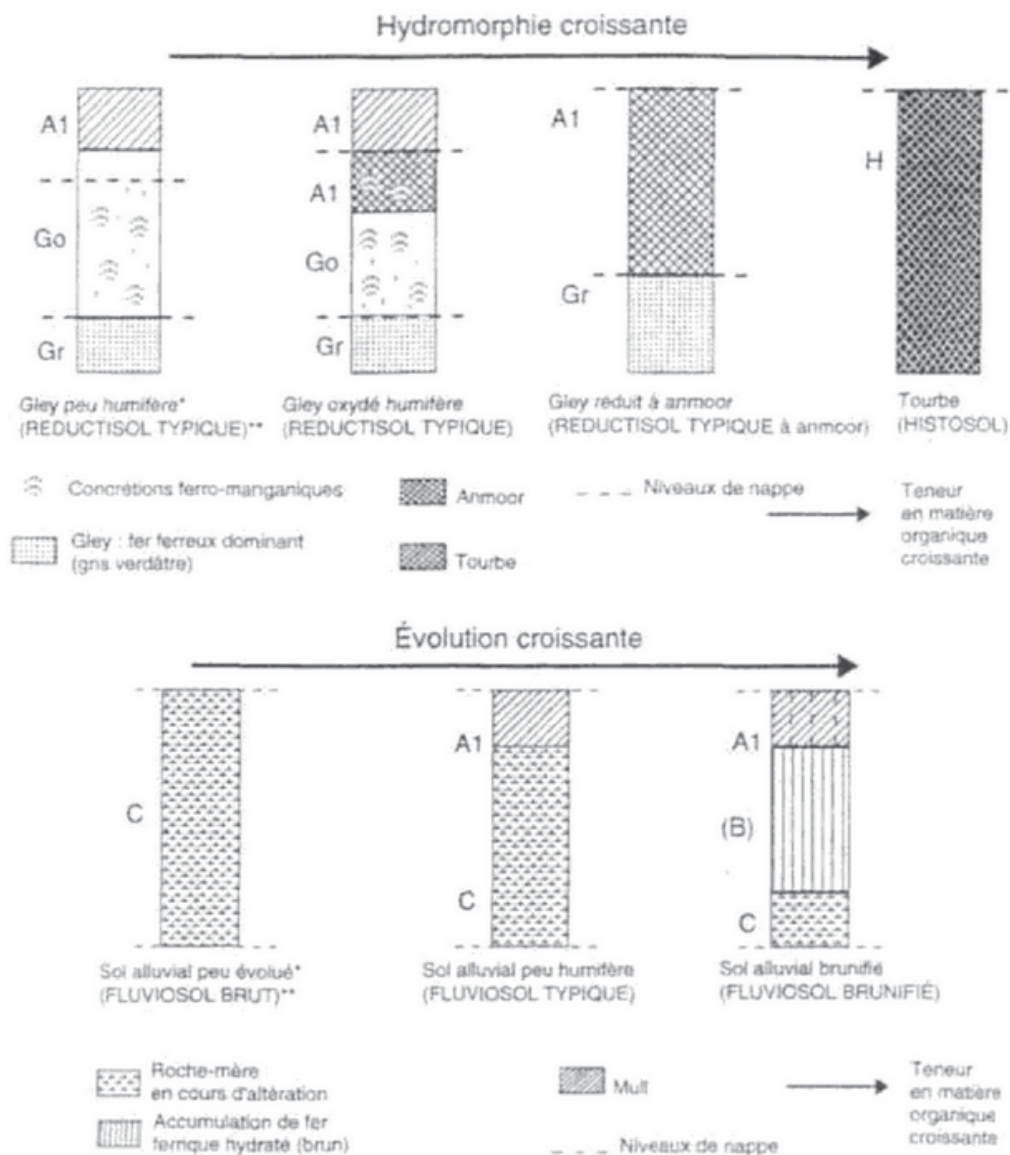 Hydromorphie croissante
A1
Go
Gr
A1
A1
Go
Gr
A1
Gr
H
Gley peu humifère*
(REDUCTISOL TYPIQUE)**
Gley oxydé humifère
(REDUCTISOL TYPIQUE)
Gley réduit à anmoor
(REDUCTISOL TYPIQUE à anmoor)
Tourbe
(HISTOSOL)
Concrétions ferro-manganiques
Gley : fer ferreux dominant
(gris verdâtre)
Anmoor
Tourbe
Niveaux de nappe
Teneur
en matière
organique
croissante
Évolution croissante
C
A1
C
A1
(B)
C
Sol alluvial peu évolué*
(FLUVIOSOL BRUT)**
Sol alluvial peu humifère
(FLUVIOSOL TYPIQUE)
Sol alluvial brunifié
(FLUVIOSOL BRUNIFIÉ)
Roche-mère
en cours d'altération
Accumulation de fer
ferrique hydraté (brun)
Mull
Niveaux de nappe
Teneur
en matière
organique
croissante